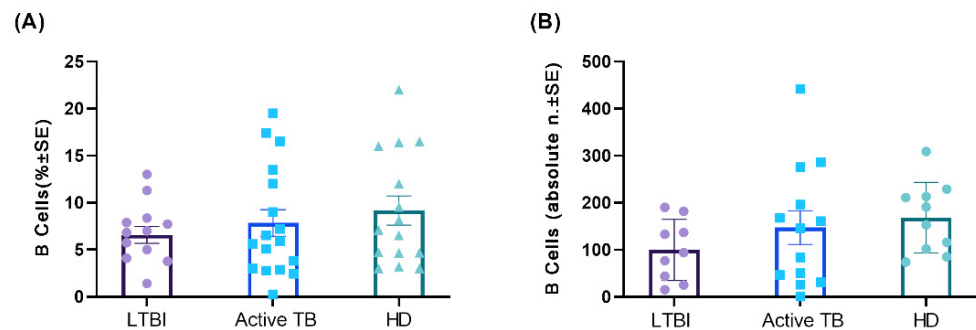 (A)
B Cells(%±SE)
25
20
15
10
5
0
LTBI Active TB HD
(B)
B Cells (absolute n.±SE)
500
400
300
200
100
0
LTBI Active TB HD